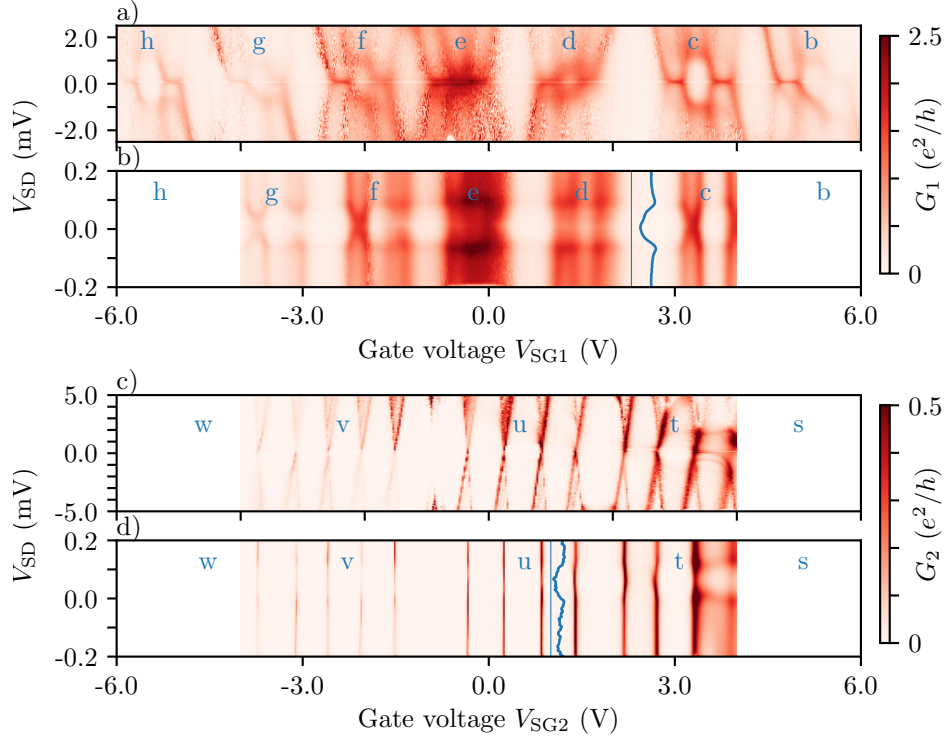 a)
h g f e d c b
2.5
0.0
-2.0
V_SD (mV)
b)
h g f e d c b
0.2
0.0
-0.2
-6.0 -3.0 0.0 3.0 6.0
Gate voltage V_SG1 (V)
2.5
0
G_1 (e^2/h)
c)
w v u t s
5.0
0.0
-5.0
V_SD (mV)
d)
w v u t s
0.2
0.0
-0.2
-6.0 -3.0 0.0 3.0 6.0
Gate voltage V_SG2 (V)
0.5
0
G_2 (e^2/h)